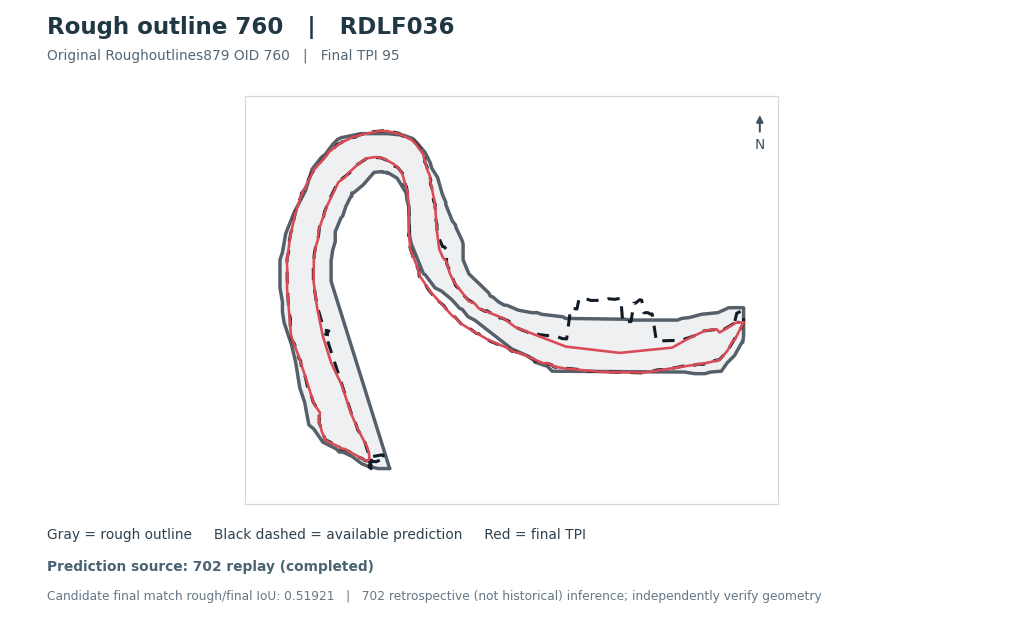 Rough outline 760   |   RDLF036
Original Roughoutlines879 OID 760   |   Final TPI 95
N
Gray = rough outline     Black dashed = available prediction     Red = final TPI
Prediction source: 702 replay (completed)
Candidate final match rough/final IoU: 0.51921   |   702 retrospective (not historical) inference; independently verify geometry